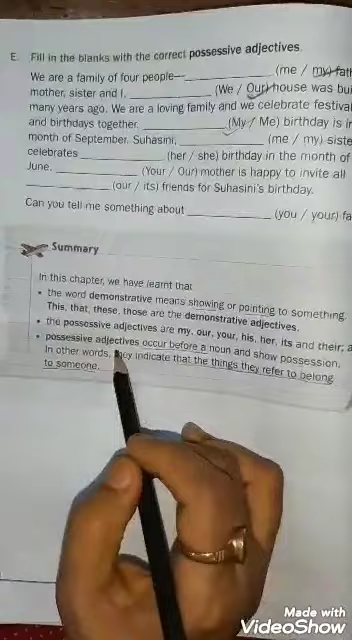 E. Fill in the blanks with the correct possessive adjectives.
We are a family of four people— (me / my) fath
mother, sister and I. (We / Our) house was bui
many years ago. We are a loving family and we celebrate festival
and birthdays together. (My / Me) birthday is in
month of September. Suhasini, (me / my) siste
celebrates (her / she) birthday in the month of
June. (Your / Our) mother is happy to invite all
(our / its) friends for Suhasini's birthday.
Can you tell me something about (you / your) fa
Summary
In this chapter, we have learnt that
• the word demonstrative means showing or pointing to something.
This, that, these, those are the demonstrative adjectives.
• the possessive adjectives are my, our, your, his, her, its and their; a
• possessive adjectives occur before a noun and show possession.
In other words, they indicate that the things they refer to belong
to someone.
Made with
VideoShow